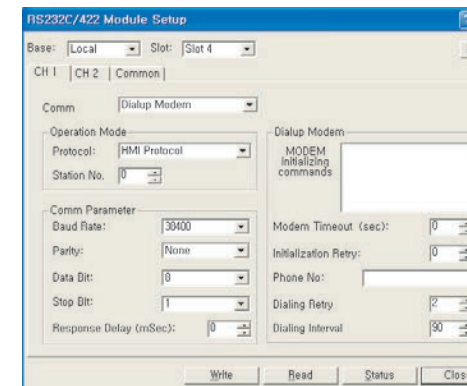 RS232C/422 Module Setup
Base: Local Slot: Slot 4
CH 1 CH 2 Common
Comm Dialup Modem
Operation Mode
Protocol: HMI Protocol
Station No. 0
Comm Parameter
Baud Rate: 38400
Parity: None
Data Bit: 8
Stop Bit: 1
Response Delay (mSec): 0
Dialup Modem
MODEM
initializing
commands
Modem Timeout (sec): 0
Initialization Retry: 0
Phone No:
Dialing Retry 2
Dialing Interval 90
Write Read Status Clos